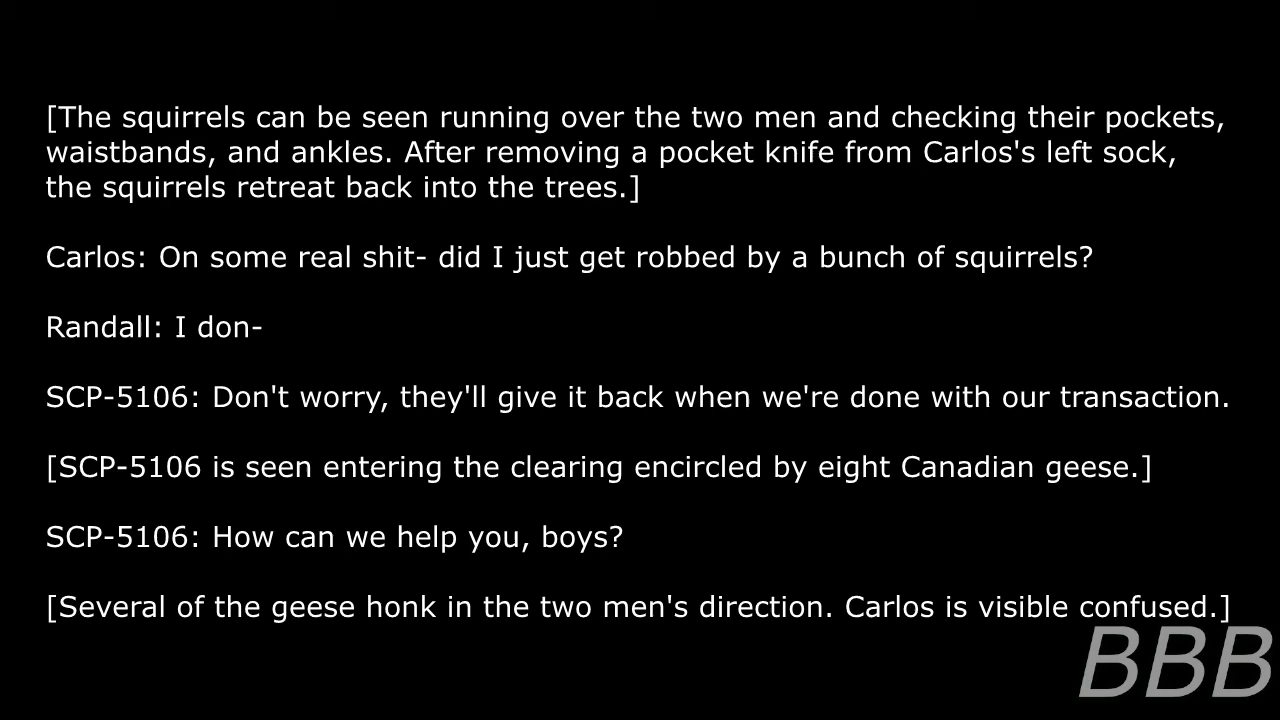 [The squirrels can be seen running over the two men and checking their pockets,
waistbands, and ankles. After removing a pocket knife from Carlos's left sock,
the squirrels retreat back into the trees.]
Carlos: On some real shit- did I just get robbed by a bunch of squirrels?
Randall: I don-
SCP-5106: Don't worry, they'll give it back when we're done with our transaction.
[SCP-5106 is seen entering the clearing encircled by eight Canadian geese.]
SCP-5106: How can we help you, boys?
[Several of the geese honk in the two men's direction. Carlos is visible confused.]
BBB